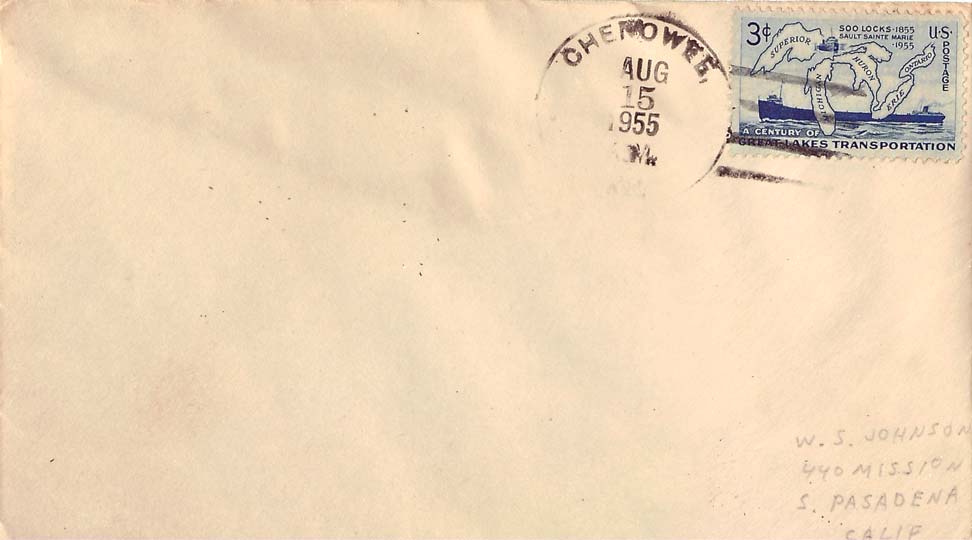 CHENOWEE,
AUG
15
1955
3¢
SOO LOCKS·1855
SAULT SAINTE MARIE
·1955
U·S·
POSTAGE
SUPERIOR
HURON
ONTARIO
MICHIGAN
ERIE
A CENTURY OF
GREAT LAKES TRANSPORTATION
W. S. JOHNSON
440 MISSION
S. PASADENA
CALIF